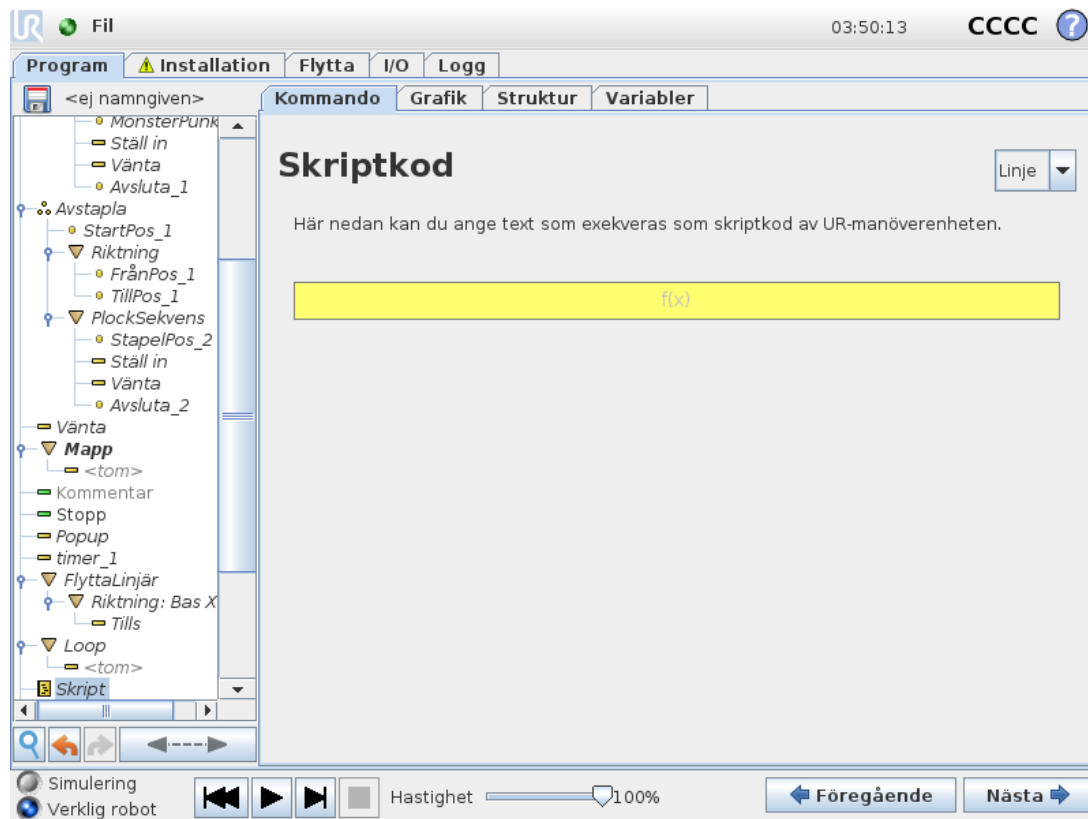 UR Fil 03:50:13 CCCC ?
Program Installation Flytta I/O Logg
<ej namngiven>
Kommando Grafik Struktur Variabler
MönsterPunk
Ställ in
Vänta
Avsluta_1
Avstapla
StartPos_1
Riktning
FrånPos_1
TillPos_1
PlockSekvens
StapelPos_2
Ställ in
Vänta
Avsluta_2
Vänta
Mapp
<tom>
Kommentar
Stopp
Popup
timer_1
FlyttaLinjär
Riktning: Bas X
Tills
Loop
<tom>
Skript
Skriptkod
Linje
Här nedan kan du ange text som exekveras som skriptkod av UR-manöverenheten.
f(x)
Simulering
Verklig robot
Hastighet 100%
Föregående Nästa